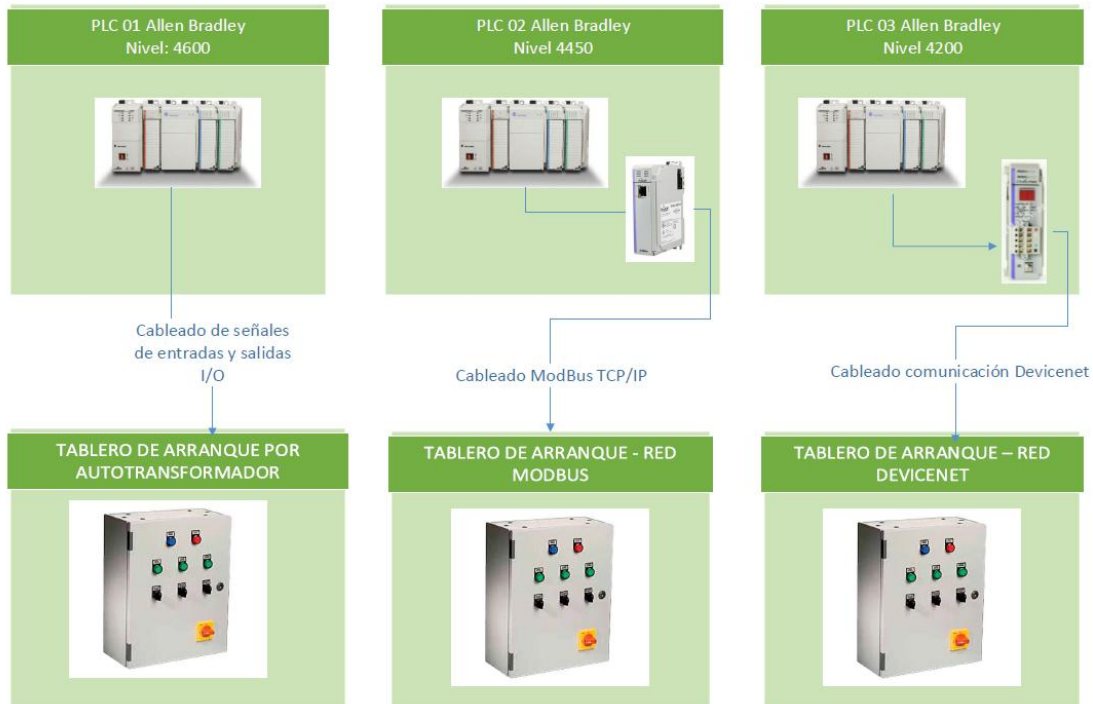 PLC 01 Allen Bradley
Nivel: 4600
PLC 02 Allen Bradley
Nivel 4450
PLC 03 Allen Bradley
Nivel 4200
Cableado de señales
de entradas y salidas
I/O
Cableado ModBus TCP/IP
Cableado comunicación Devicenet
TABLERO DE ARRANQUE POR
AUTOTRANSFORMADOR
TABLERO DE ARRANQUE - RED
MODBUS
TABLERO DE ARRANQUE – RED
DEVICENET